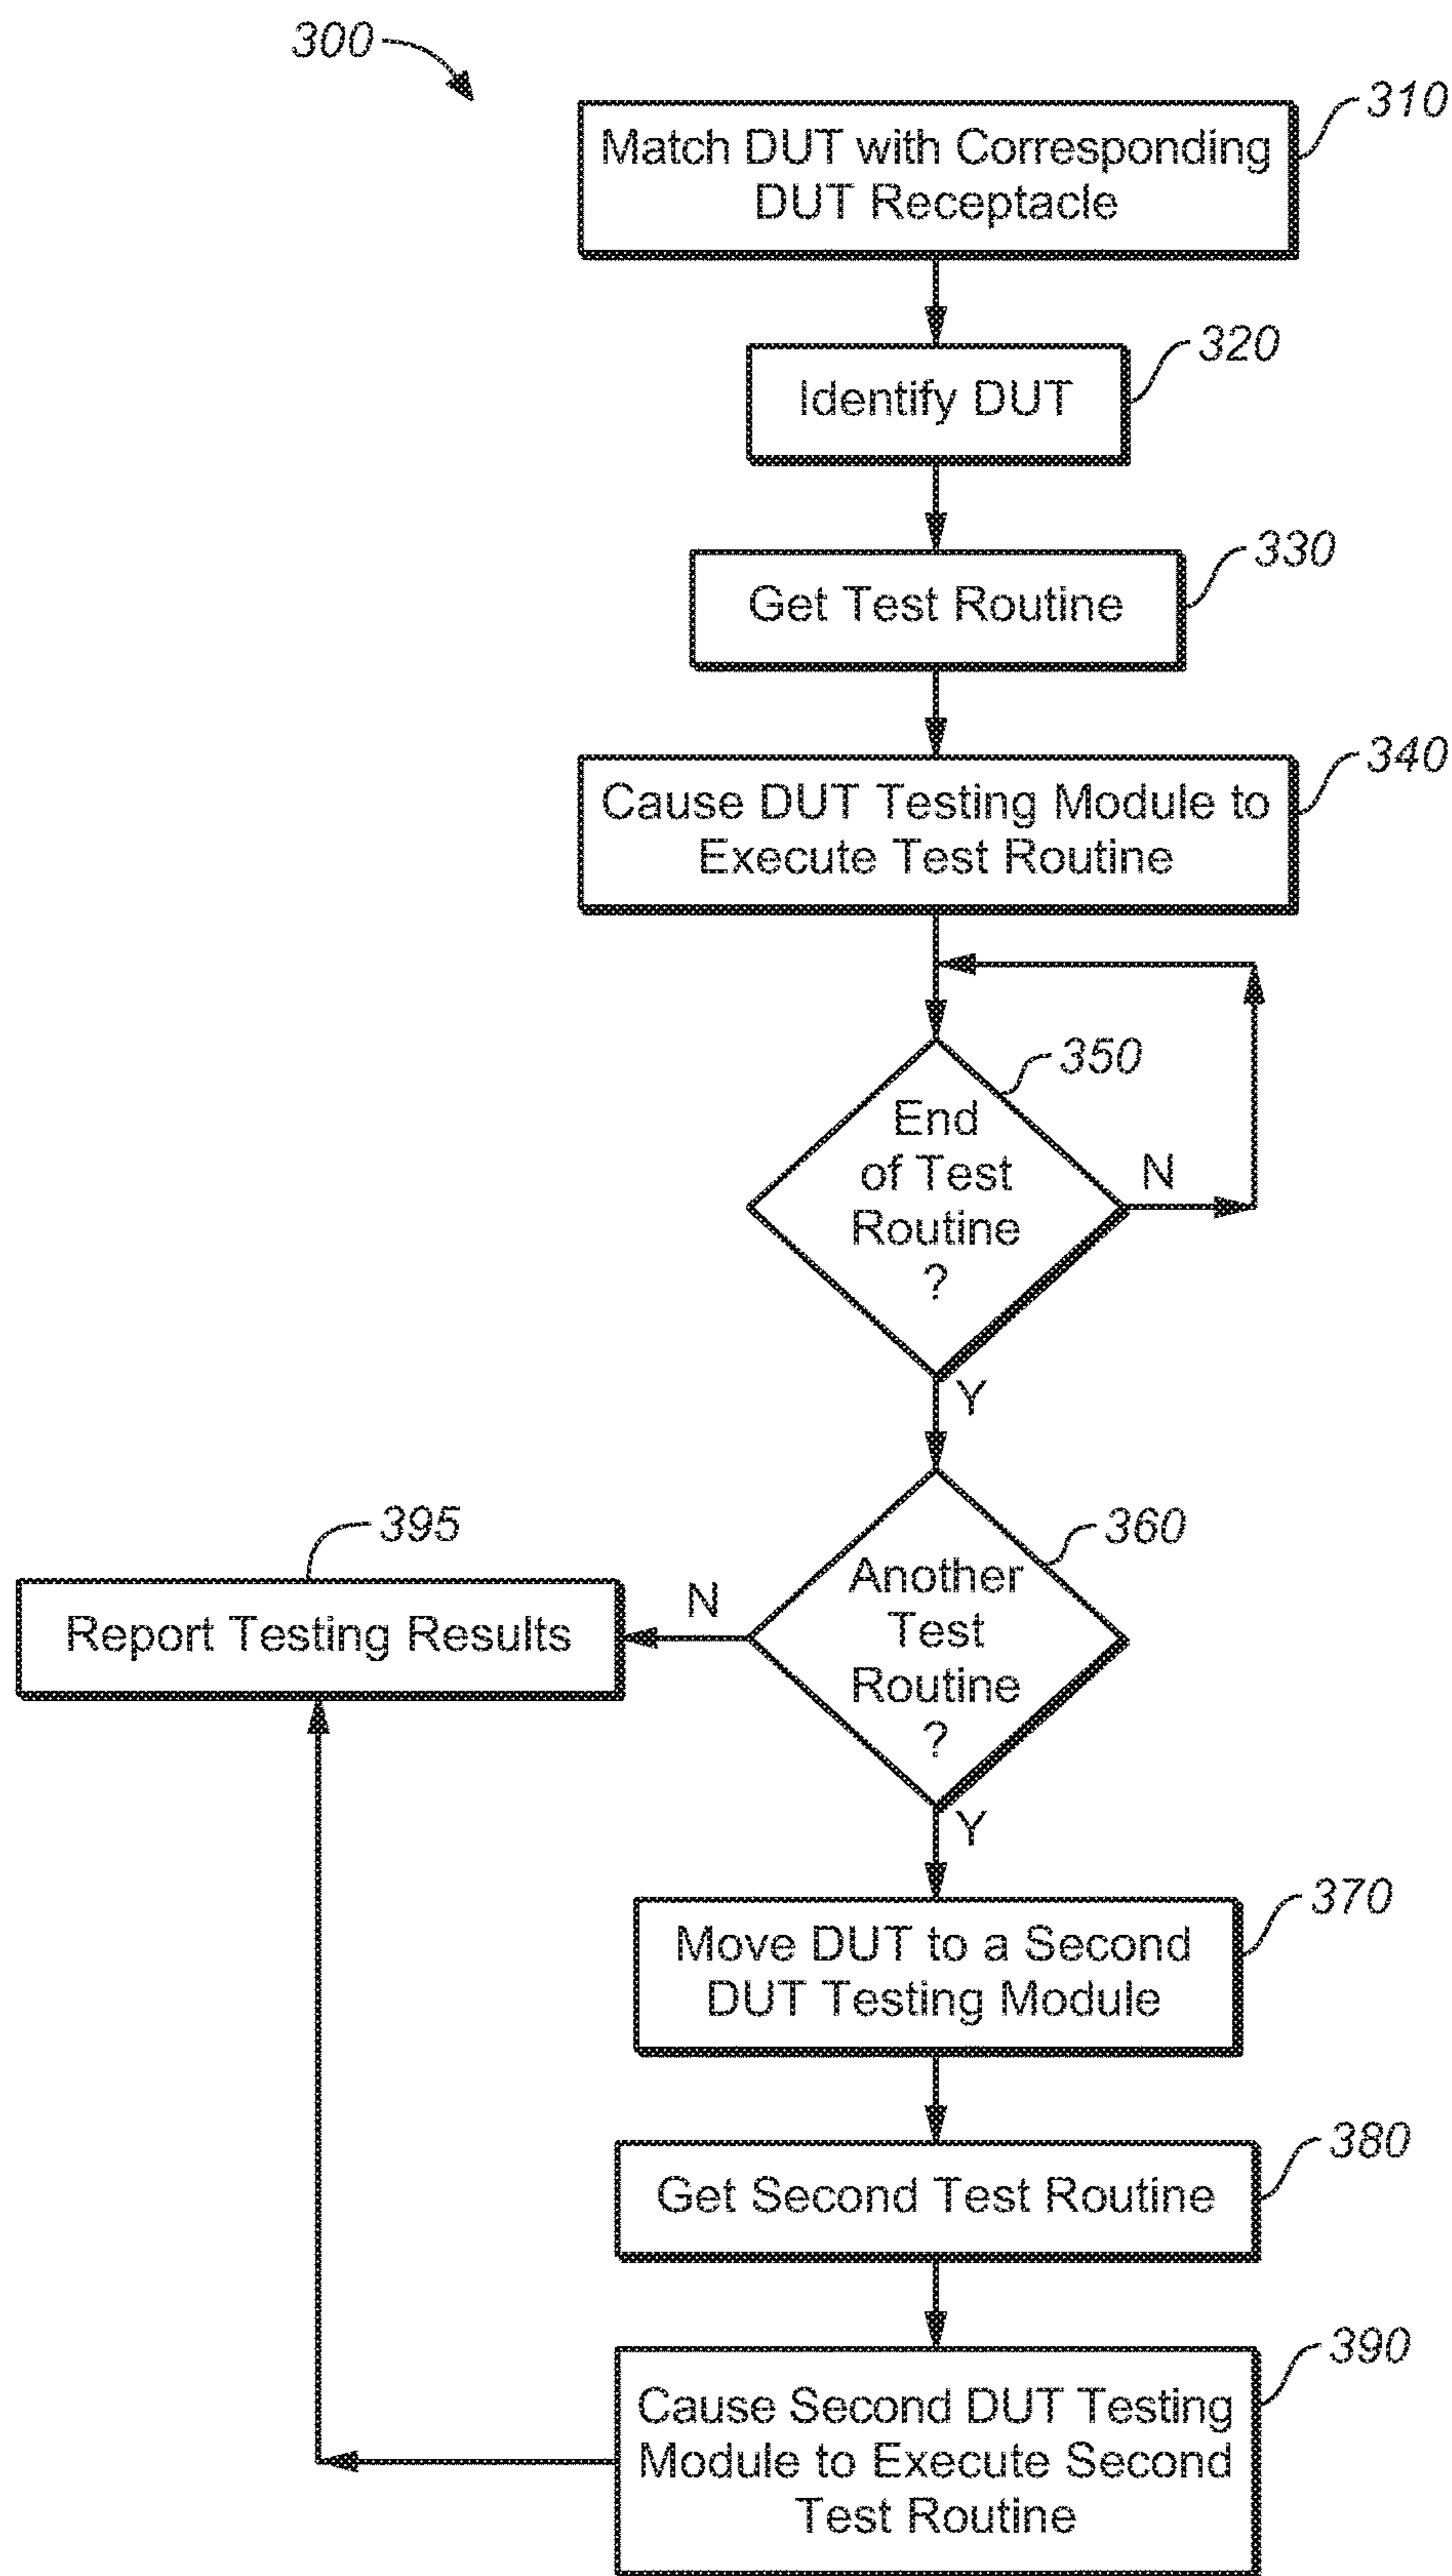 300
310
Match DUT with Corresponding
DUT Receptacle
320
Identify DUT
330
Get Test Routine
340
Cause DUT Testing Module to
Execute Test Routine
350
End
of Test
Routine
?
N
Y
395
Report Testing Results
N
360
Another
Test
Routine
?
Y
370
Move DUT to a Second
DUT Testing Module
380
Get Second Test Routine
390
Cause Second DUT Testing
Module to Execute Second
Test Routine